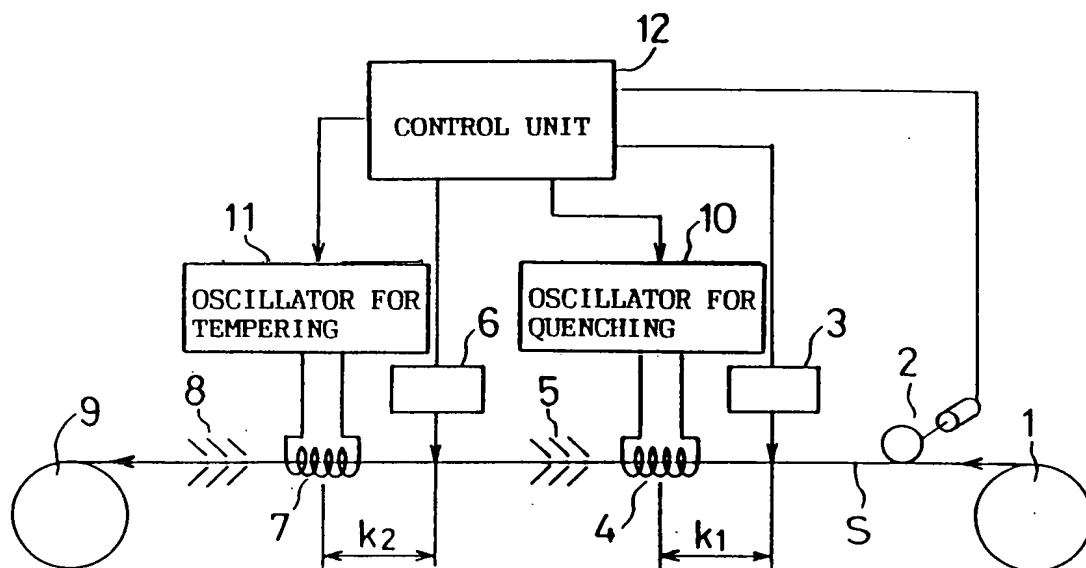 12
CONTROL UNIT
11
10
OSCILLATOR FOR
TEMPERING
OSCILLATOR FOR
QUENCHING
6
3
2
8
5
9
1
7
4
S
k2
k1